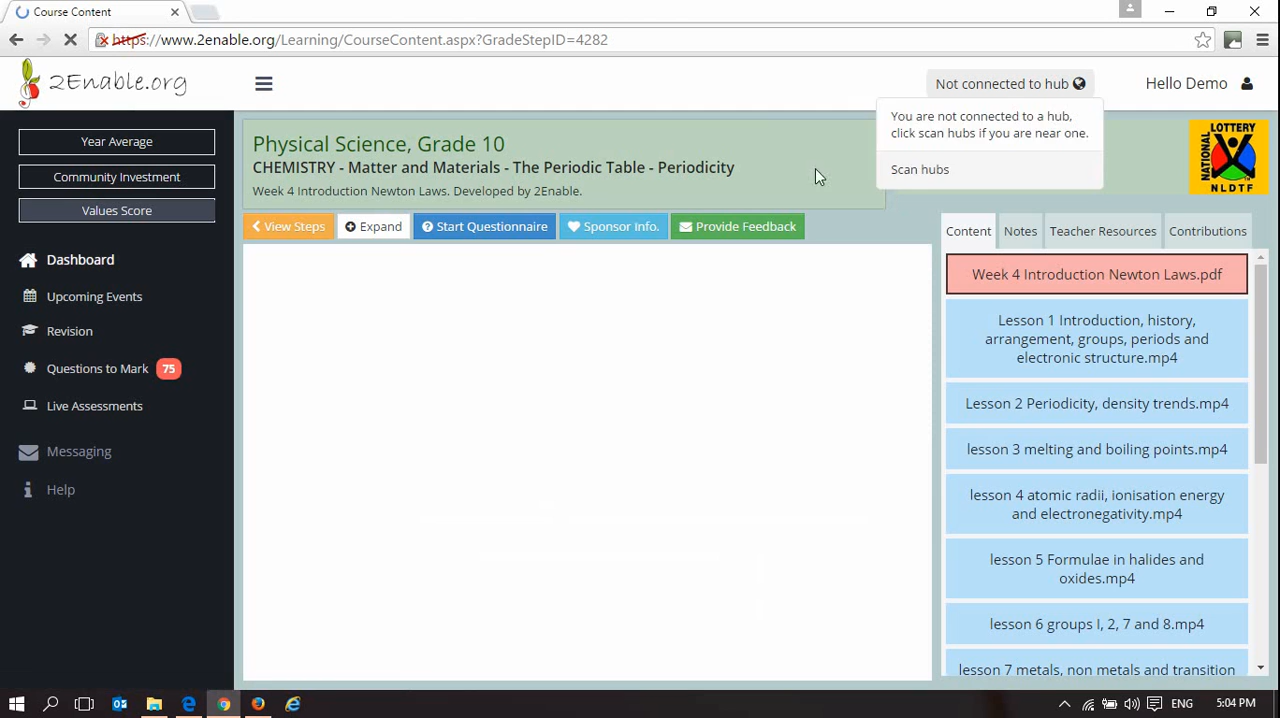 Course Content
https://www.2enable.org/Learning/CourseContent.aspx?GradeStepID=4282
2Enable.org
Not connected to hub
Hello Demo
You are not connected to a hub,
click scan hubs if you are near one.
Scan hubs
Year Average
Community Investment
Values Score
Dashboard
Upcoming Events
Revision
Questions to Mark 75
Live Assessments
Messaging
Help
Physical Science, Grade 10
CHEMISTRY - Matter and Materials - The Periodic Table - Periodicity
Week 4 Introduction Newton Laws. Developed by 2Enable.
NATIONAL
LOTTERY
NLDTF
View Steps
Expand
Start Questionnaire
Sponsor Info.
Provide Feedback
Content
Notes
Teacher Resources
Contributions
Week 4 Introduction Newton Laws.pdf
Lesson 1 Introduction, history,
arrangement, groups, periods and
electronic structure.mp4
Lesson 2 Periodicity, density trends.mp4
lesson 3 melting and boiling points.mp4
lesson 4 atomic radii, ionisation energy
and electronegativity.mp4
lesson 5 Formulae in halides and
oxides.mp4
lesson 6 groups I, 2, 7 and 8.mp4
lesson 7 metals, non metals and transition
ENG
5:04 PM